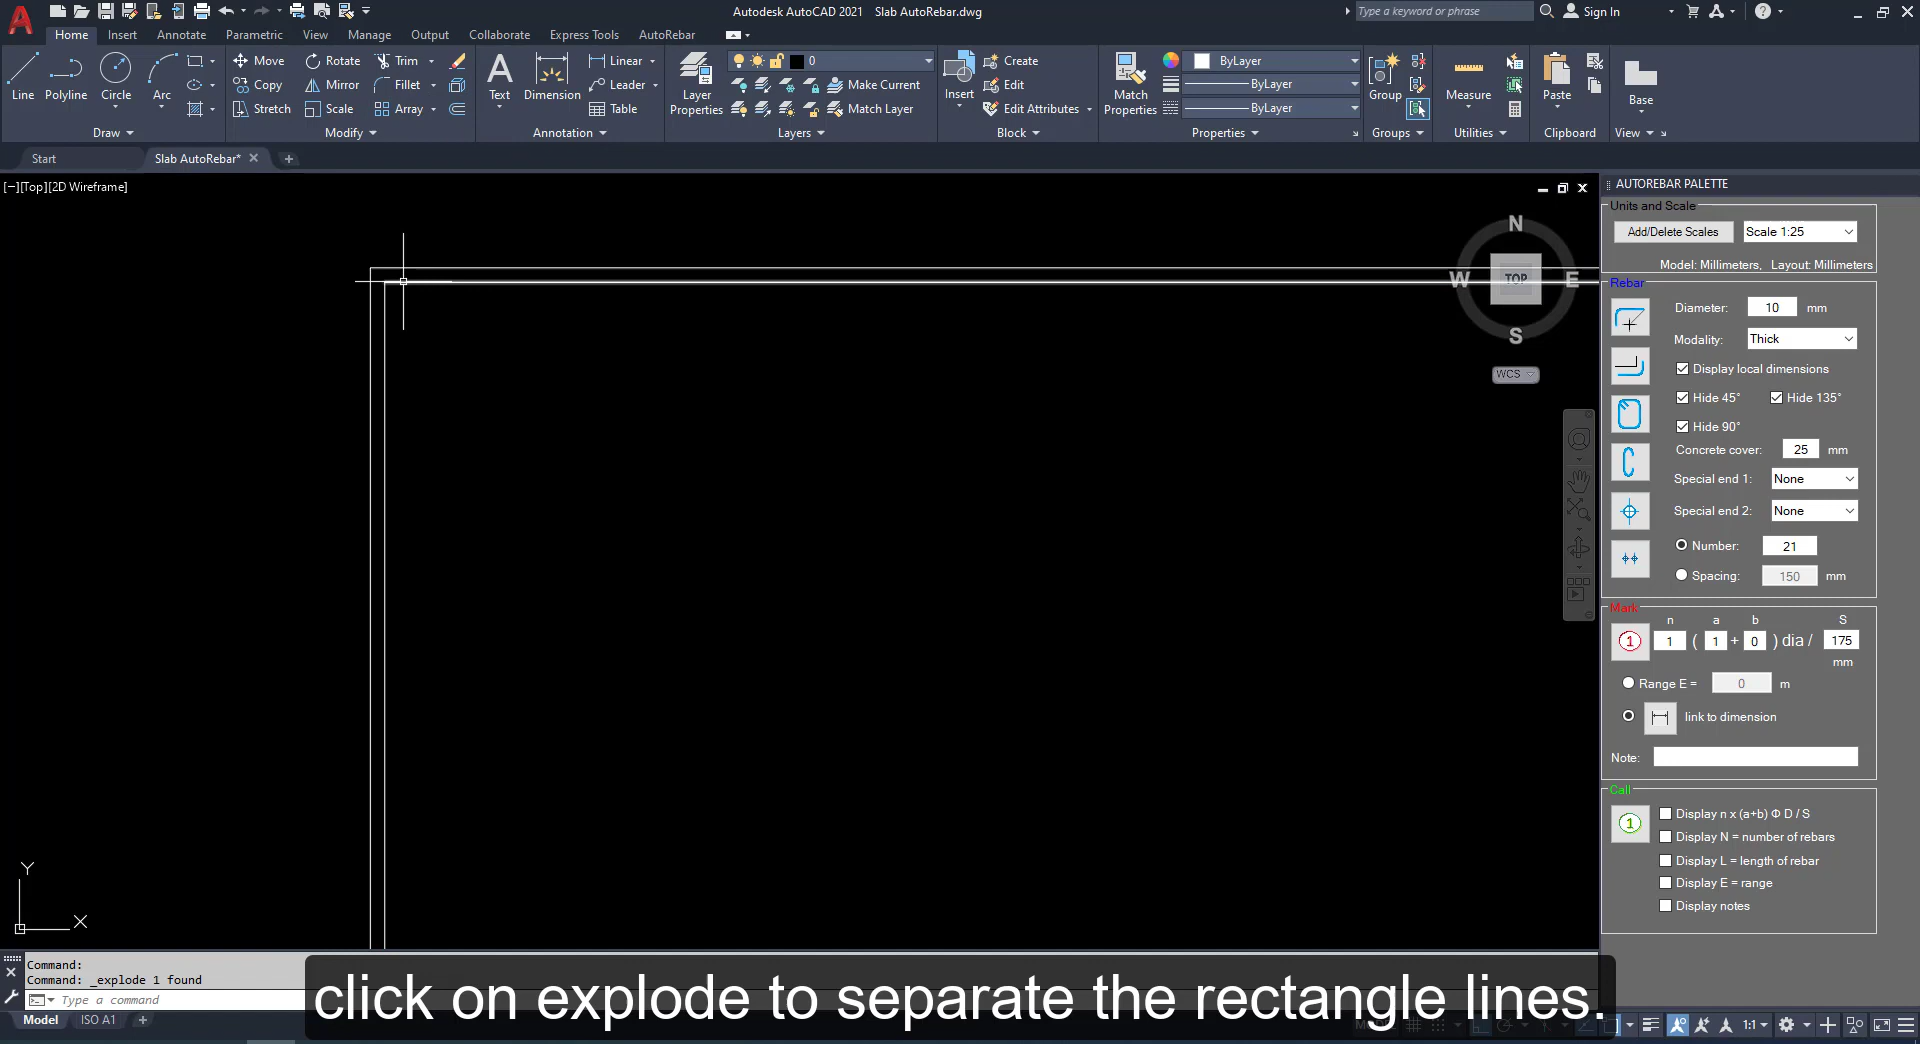 Autodesk AutoCAD 2021 Slab AutoRebar.dwg
Type a keyword or phrase
Sign In
Home Insert Annotate Parametric View Manage Output Collaborate Express Tools AutoRebar
Line
Polyline
Circle
Arc
Draw
Move Rotate Trim
Copy Mirror Fillet
Stretch Scale Array
Modify
Text
Dimension
Linear
Leader
Table
Annotation
Layer
Properties
0
Make Current
Match Layer
Layers
Insert
Create
Edit
Edit Attributes
Block
Match
Properties
ByLayer
ByLayer
ByLayer
Properties
Group
Groups
Measure
Utilities
Paste
Clipboard
Base
View
Start
Slab AutoRebar*
[−][Top][2D Wireframe]
N
W TOP E
S
WCS
Y
X
AUTOREBAR PALETTE
Units and Scale
Add/Delete Scales Scale 1:25
Model: Millimeters, Layout: Millimeters
Rebar
Diameter: 10 mm
Modality: Thick
Display local dimensions
Hide 45° Hide 135°
Hide 90°
Concrete cover: 25 mm
Special end 1: None
Special end 2: None
Number: 21
Spacing: 150 mm
Mark
n a b S
1 1 ( 1 + 0 ) dia / 175
mm
Range E = 0 m
link to dimension
Note:
Call
1
Display n x (a+b) Φ D / S
Display N = number of rebars
Display L = length of rebar
Display E = range
Display notes
Command:
Command: _explode 1 found
Type a command
click on explode to separate the rectangle lines.
Model ISO A1
1:1